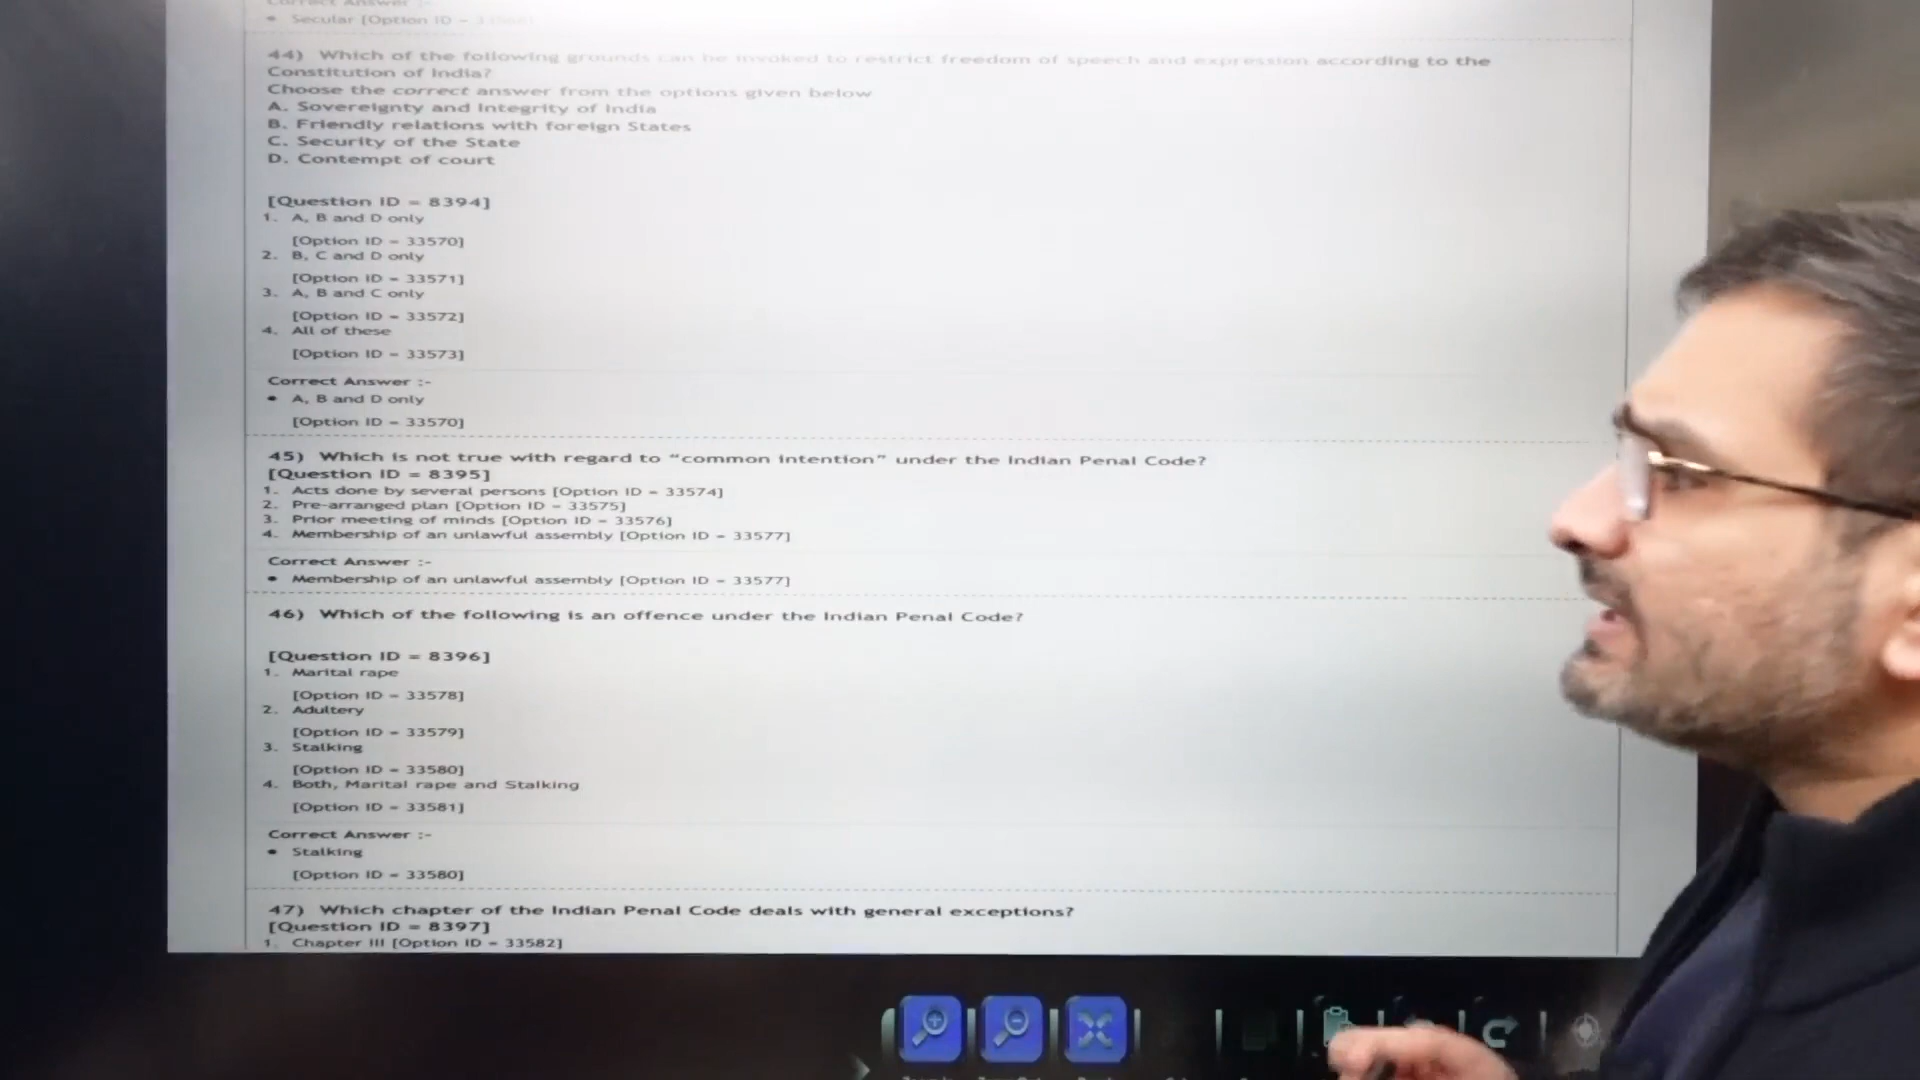 Correct Answer :-
• Secular [Option ID =
44) Which of the following grounds can be invoked to restrict freedom of speech and expression according to the
Constitution of India?
Choose the correct answer from the options given below
A. Sovereignty and Integrity of India
B. Friendly relations with foreign States
C. Security of the State
D. Contempt of court
[Question ID = 8394]
1. A, B and D only
[Option ID = 33570]
2. B, C and D only
[Option ID = 33571]
3. A, B and C only
[Option ID = 33572]
4. All of these
[Option ID = 33573]
Correct Answer :-
• A, B and D only
[Option ID = 33570]
45) Which is not true with regard to “common intention” under the Indian Penal Code?
[Question ID = 8395]
1. Acts done by several persons [Option ID = 33574]
2. Pre-arranged plan [Option ID = 33575]
3. Prior meeting of minds [Option ID = 33576]
4. Membership of an unlawful assembly [Option ID = 33577]
Correct Answer :-
• Membership of an unlawful assembly [Option ID = 33577]
46) Which of the following is an offence under the Indian Penal Code?
[Question ID = 8396]
1. Marital rape
[Option ID = 33578]
2. Adultery
[Option ID = 33579]
3. Stalking
[Option ID = 33580]
4. Both, Marital rape and Stalking
[Option ID = 33581]
Correct Answer :-
• Stalking
[Option ID = 33580]
47) Which chapter of the Indian Penal Code deals with general exceptions?
[Question ID = 8397]
1. Chapter III [Option ID = 33582]